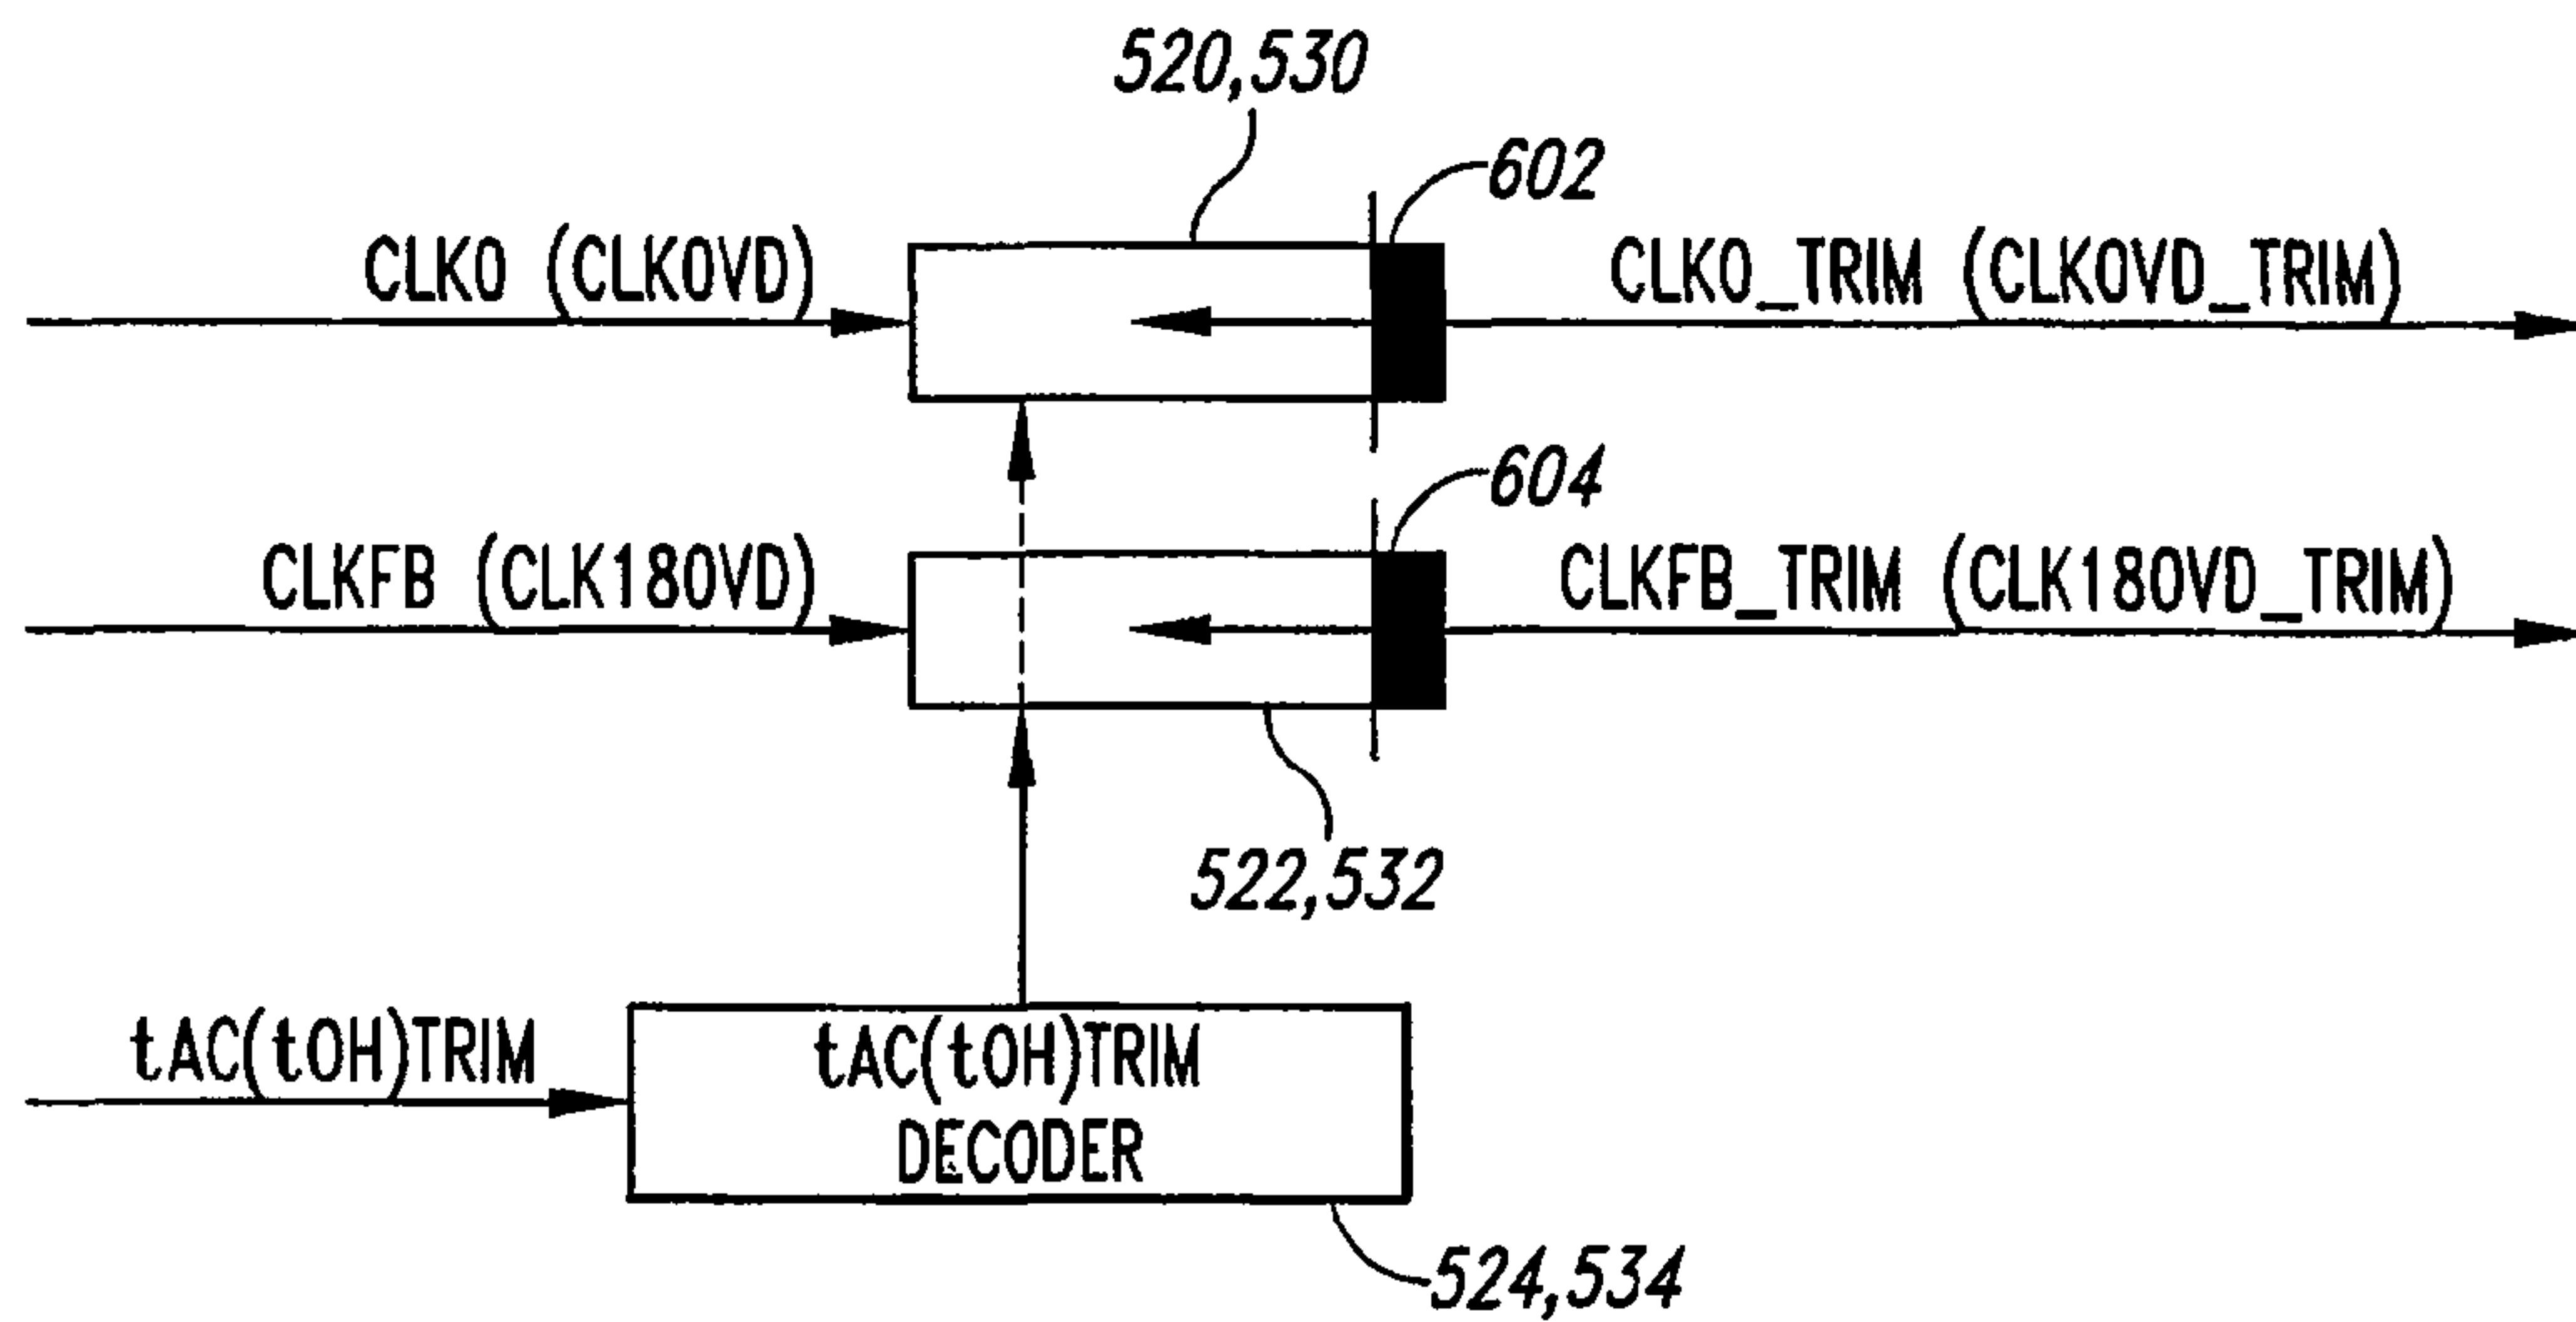 520,530
602
CLK0 (CLK0VD)
CLK0_TRIM (CLK0VD_TRIM)
604
CLKFB (CLK180VD)
CLKFB_TRIM (CLK180VD_TRIM)
522,532
tAC(tOH)TRIM
tAC(tOH)TRIM
DECODER
524,534